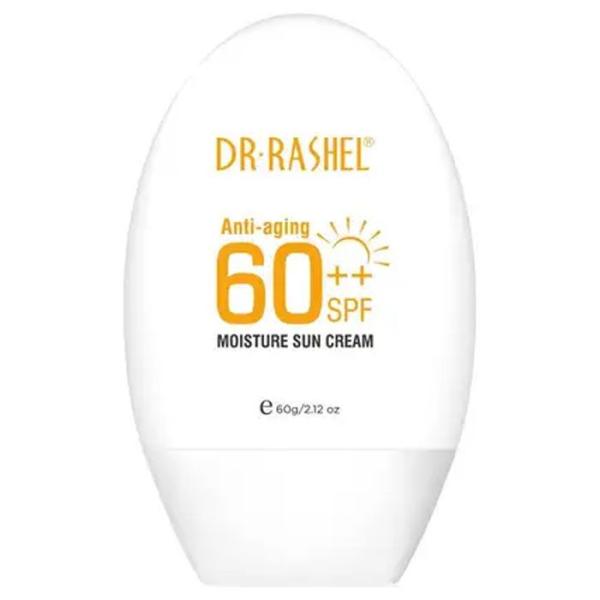 DR·RASHEL®
Anti-aging
60++
SPF
MOISTURE SUN CREAM
e 60g/2.12 oz